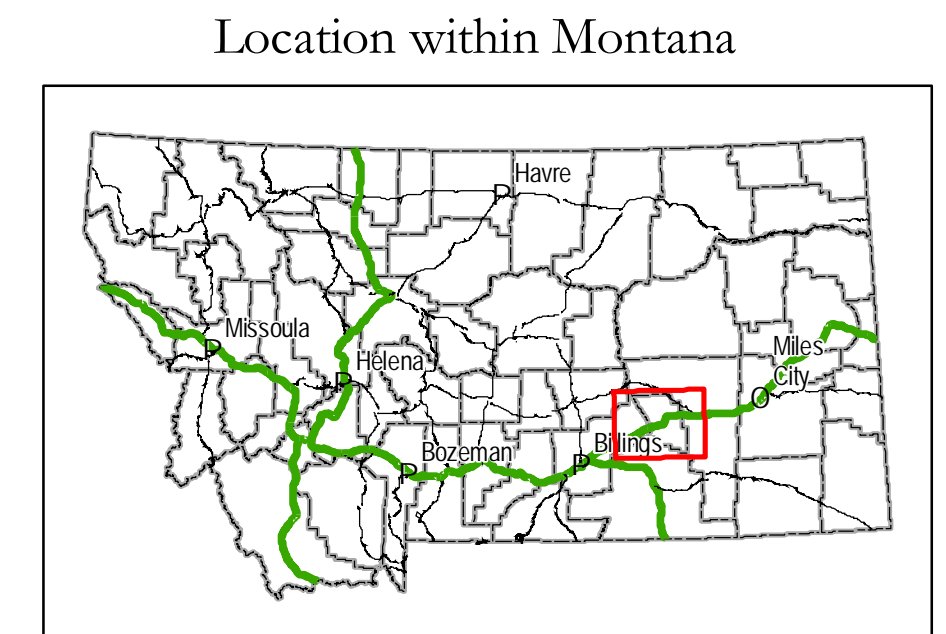 Location within Montana
Havre
P
Missoula
P
Helena
P
Miles
City
O
Bozeman
P
Billings
P